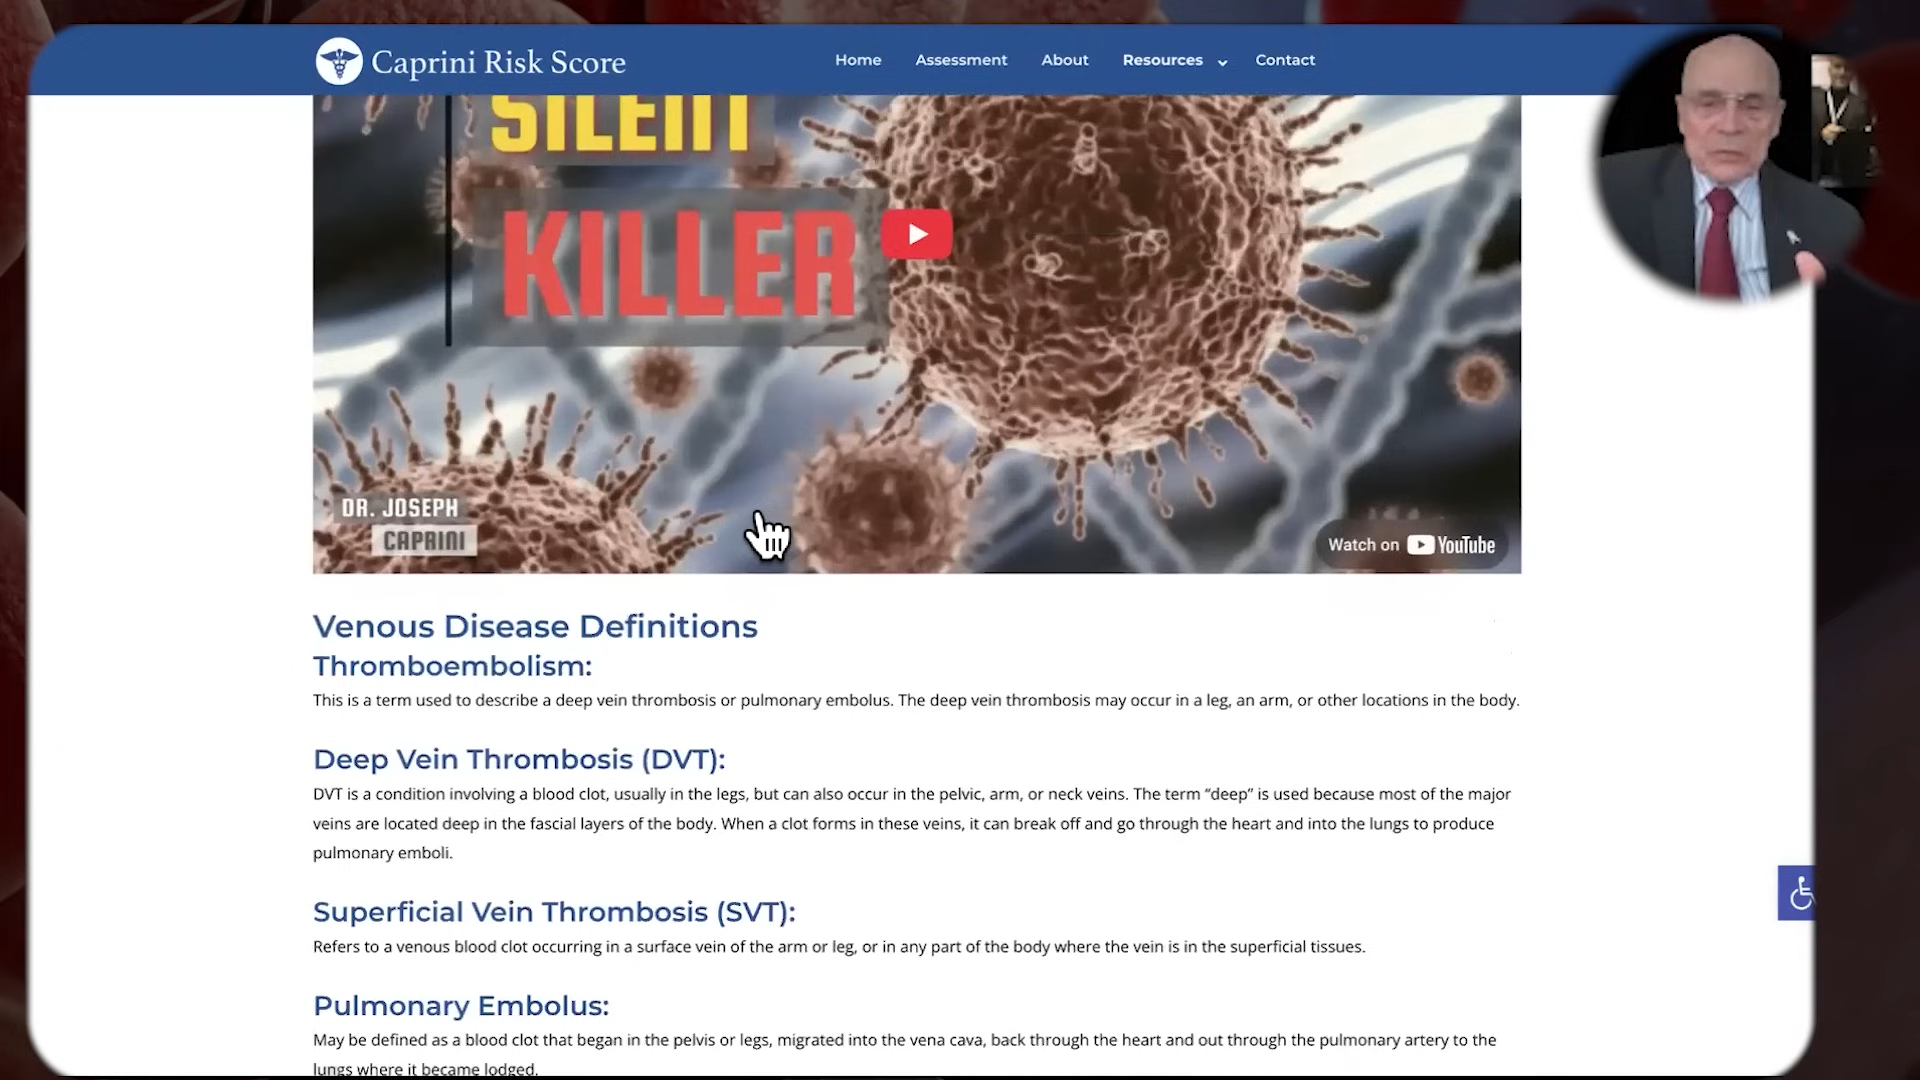 Caprini Risk Score
Home
Assessment
About
Resources
Contact
SILENT
KILLER
DR. JOSEPH
CAPRINI
Watch on YouTube
Venous Disease Definitions
Thromboembolism:
This is a term used to describe a deep vein thrombosis or pulmonary embolus. The deep vein thrombosis may occur in a leg, an arm, or other locations in the body.
Deep Vein Thrombosis (DVT):
DVT is a condition involving a blood clot, usually in the legs, but can also occur in the pelvic, arm, or neck veins. The term “deep” is used because most of the major
veins are located deep in the fascial layers of the body. When a clot forms in these veins, it can break off and go through the heart and into the lungs to produce
pulmonary emboli.
Superficial Vein Thrombosis (SVT):
Refers to a venous blood clot occurring in a surface vein of the arm or leg, or in any part of the body where the vein is in the superficial tissues.
Pulmonary Embolus:
May be defined as a blood clot that began in the pelvis or legs, migrated into the vena cava, back through the heart and out through the pulmonary artery to the
lungs where it became lodged.